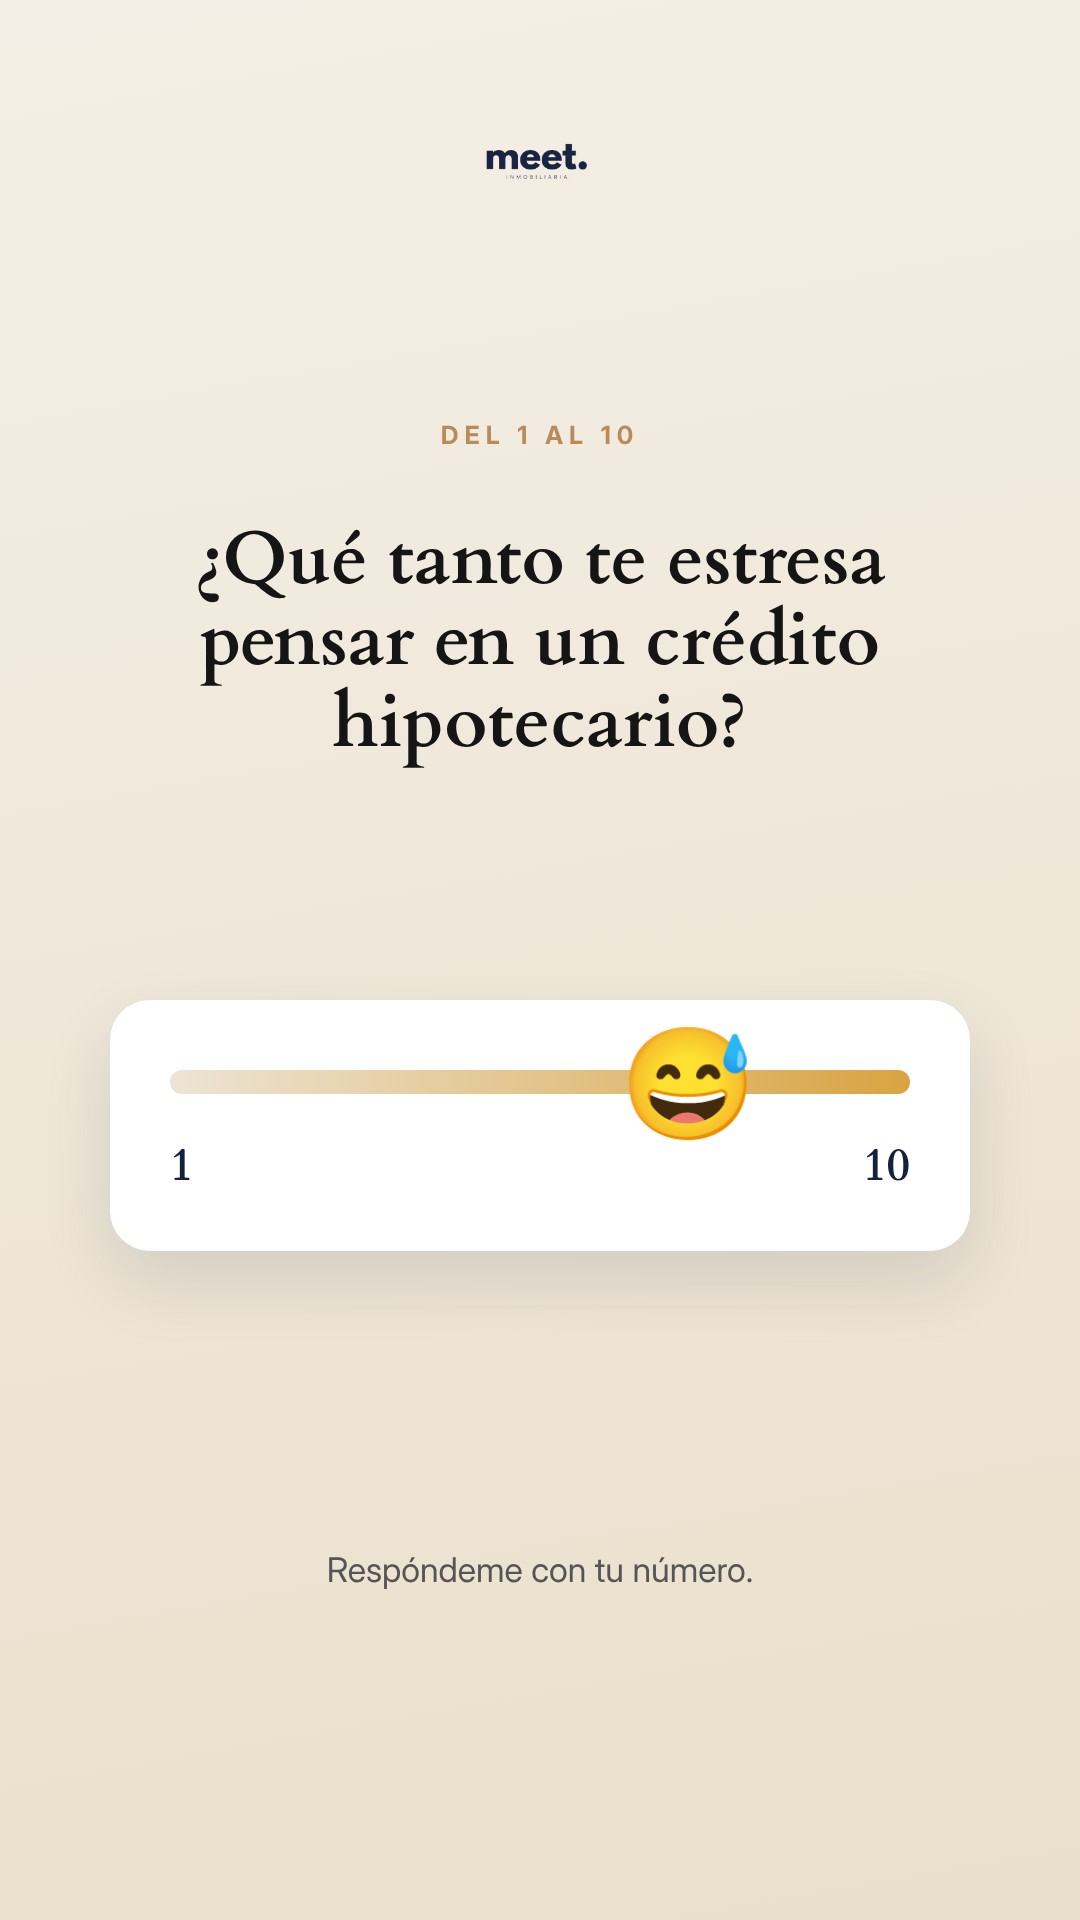 meet.
INMOBILIARIA
DEL 1 AL 10
¿Qué tanto te estresa
pensar en un crédito
hipotecario?
1
10
Respóndeme con tu número.